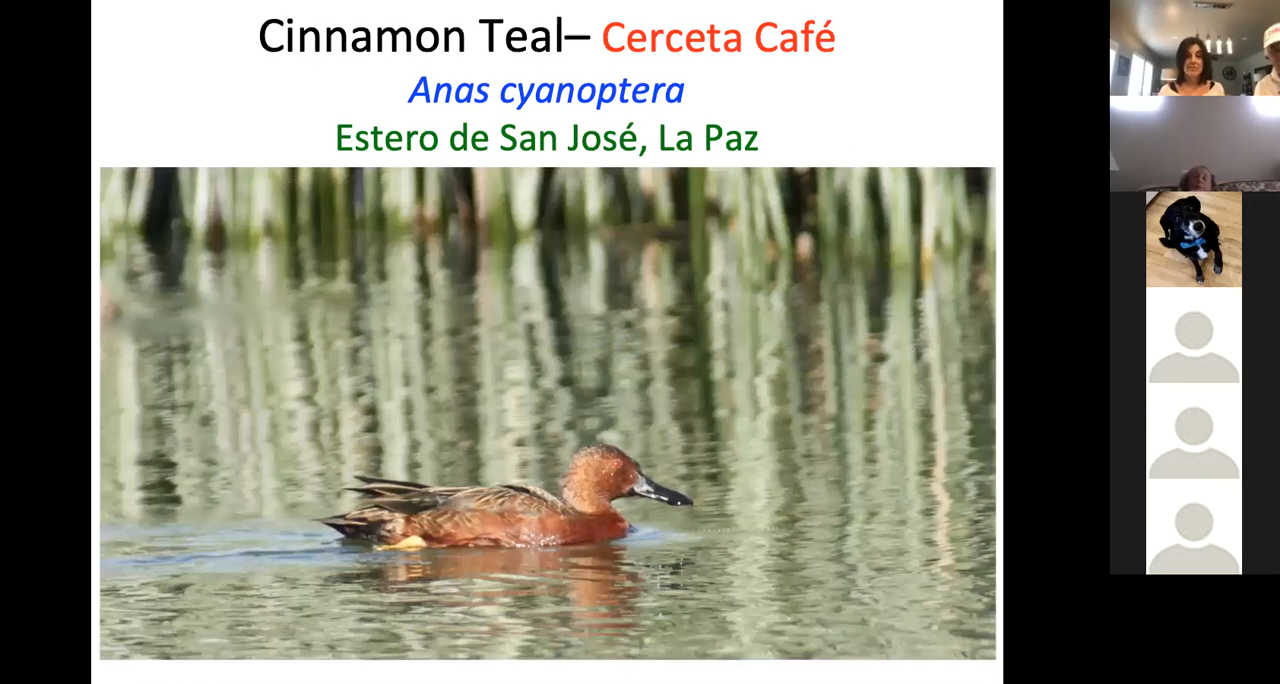 Cinnamon Teal– Cerceta Café
Anas cyanoptera
Estero de San José, La Paz